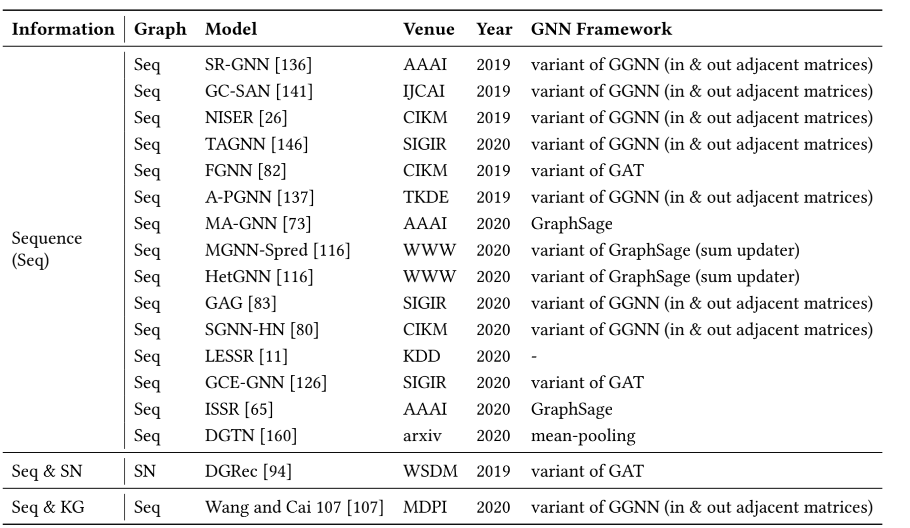 Information Graph Model Venue Year GNN Framework
Seq SR-GNN [136] AAAI 2019 variant of GGNN (in & out adjacent matrices)
Seq GC-SAN [141] IJCAI 2019 variant of GGNN (in & out adjacent matrices)
Seq NISER [26] CIKM 2019 variant of GGNN (in & out adjacent matrices)
Seq TAGNN [146] SIGIR 2020 variant of GGNN (in & out adjacent matrices)
Seq FGNN [82] CIKM 2019 variant of GAT
Seq A-PGNN [137] TKDE 2019 variant of GGNN (in & out adjacent matrices)
Seq MA-GNN [73] AAAI 2020 GraphSage
Sequence
(Seq)
Seq MGNN-Spred [116] WWW 2020 variant of GraphSage (sum updater)
Seq HetGNN [116] WWW 2020 variant of GraphSage (sum updater)
Seq GAG [83] SIGIR 2020 variant of GGNN (in & out adjacent matrices)
Seq SGNN-HN [80] CIKM 2020 variant of GGNN (in & out adjacent matrices)
Seq LESSR [11] KDD 2020 -
Seq GCE-GNN [126] SIGIR 2020 variant of GAT
Seq ISSR [65] AAAI 2020 GraphSage
Seq DGTN [160] arxiv 2020 mean-pooling
Seq & SN SN DGRec [94] WSDM 2019 variant of GAT
Seq & KG Seq Wang and Cai 107 [107] MDPI 2020 variant of GGNN (in & out adjacent matrices)